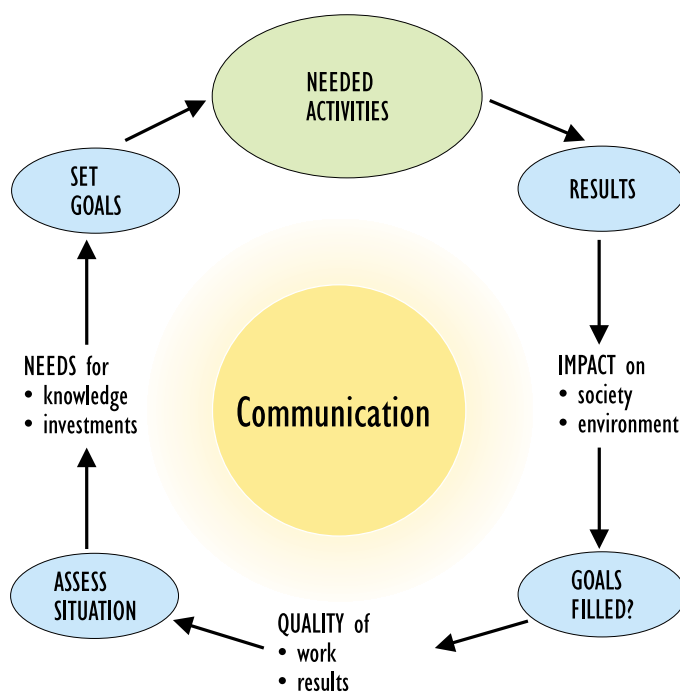 NEEDED
ACTIVITIES
SET
GOALS
RESULTS
NEEDS for
• knowledge
• investments
IMPACT on
• society
• environment
Communication
ASSESS
SITUATION
GOALS
FILLED?
QUALITY of
• work
• results